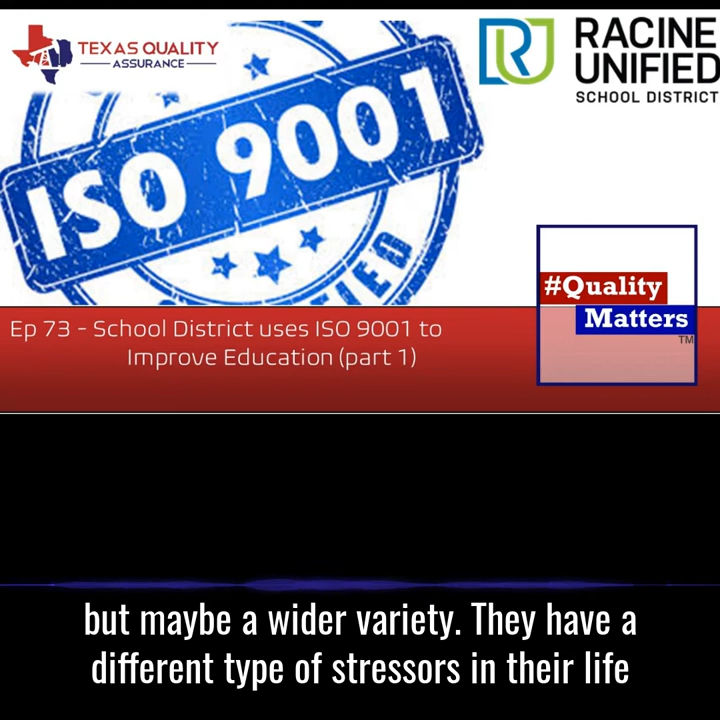 TEXAS QUALITY
ASSURANCE
RACINE
UNIFIED
SCHOOL DISTRICT
ISO 9001
#Quality
Matters
TM
Ep 73 - School District uses ISO 9001 to
Improve Education (part 1)
but maybe a wider variety. They have a
different type of stressors in their life